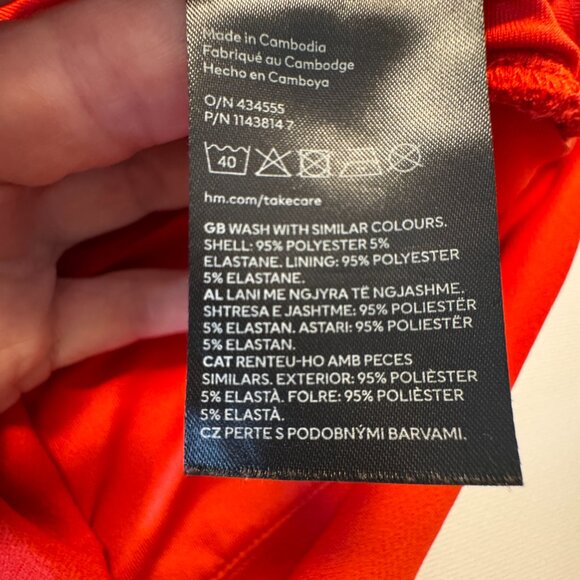 Made in Cambodia
Fabriqué au Cambodge
Hecho en Camboya
O/N 434555
P/N 1143814 7
40
hm.com/takecare
GB WASH WITH SIMILAR COLOURS.
SHELL: 95% POLYESTER 5%
ELASTANE. LINING: 95% POLYESTER
5% ELASTANE.
AL LANI ME NGJYRA TË NGJASHME.
SHTRESA E JASHTME: 95% POLIESTËR
5% ELASTAN. ASTARI: 95% POLIESTËR
5% ELASTAN.
CAT RENTEU-HO AMB PECES
SIMILARS. EXTERIOR: 95% POLIÈSTER
5% ELASTÀ. FOLRE: 95% POLIÈSTER
5% ELASTÀ.
CZ PERTE S PODOBNÝMI BARVAMI.